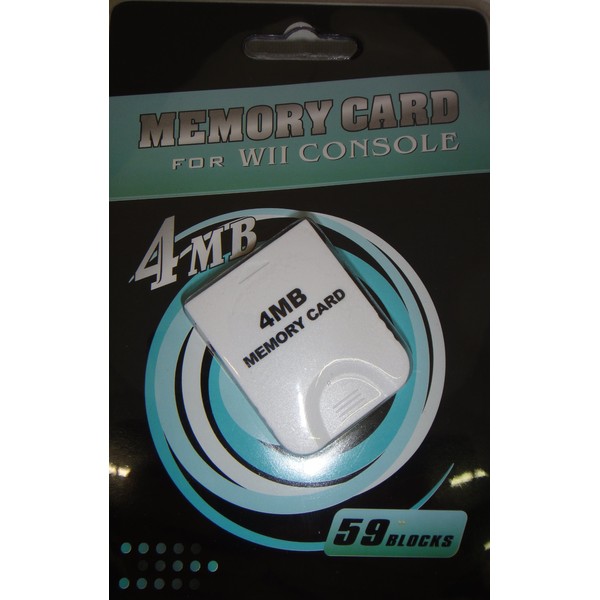 MEMORY CARD
FOR WII CONSOLE
4MB
4MB
MEMORY CARD
59 BLOCKS